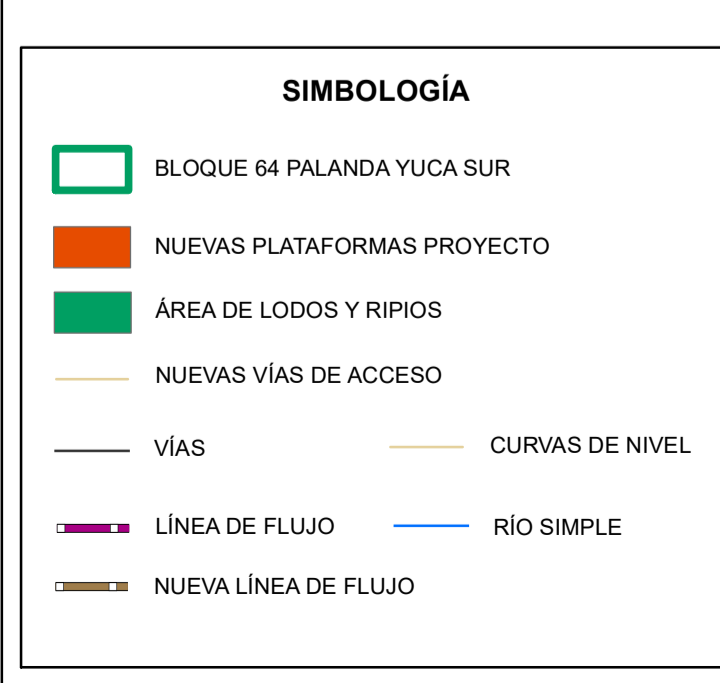 SIMBOLOGÍA
BLOQUE 64 PALANDA YUCA SUR
NUEVAS PLATAFORMAS PROYECTO
ÁREA DE LODOS Y RIPIOS
NUEVAS VÍAS DE ACCESO
VÍAS
CURVAS DE NIVEL
LÍNEA DE FLUJO
RÍO SIMPLE
NUEVA LÍNEA DE FLUJO